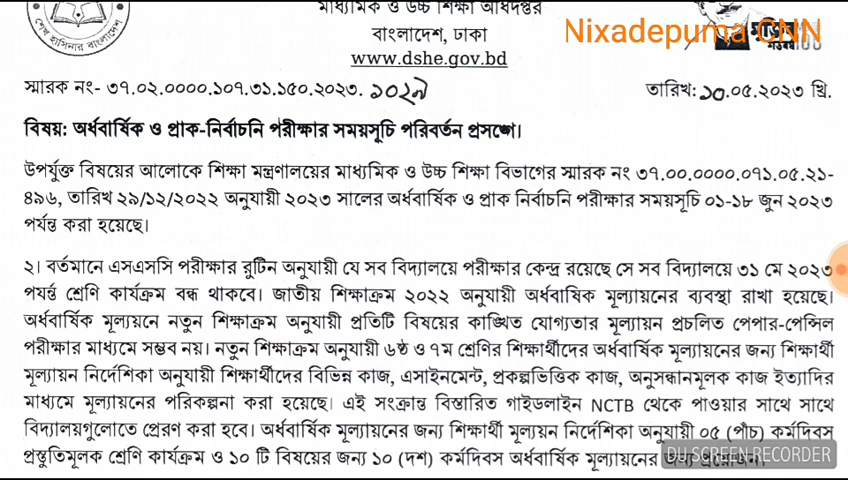 মাধ্যমিক ও উচ্চ শিক্ষা অধিদপ্তর
বাংলাদেশ, ঢাকা
www.dshe.gov.bd
শেখ হাসিনার বাংলাদেশ
Nixadepuma CNN
স্মারক নং- ৩৭.০২.০০০০.১০৭.৩১.১৫০.২০২৩.
তারিখ: ১০.০৫.২০২৩ খ্রি.
বিষয়: অর্ধবার্ষিক ও প্রাক-নির্বাচনি পরীক্ষার সময়সূচি পরিবর্তন প্রসঙ্গে।
উপর্যুক্ত বিষয়ের আলোকে শিক্ষা মন্ত্রণালয়ের মাধ্যমিক ও উচ্চ শিক্ষা বিভাগের স্মারক নং ৩৭.০০.০০০০.০৭১.০৫.২১-
৪৯৬, তারিখ ২৯/১২/২০২২ অনুযায়ী ২০২৩ সালের অর্ধবার্ষিক ও প্রাক নির্বাচনি পরীক্ষার সময়সূচি ০১-১৮ জুন ২০২৩
পর্যন্ত করা হয়েছে।
২। বর্তমানে এসএসসি পরীক্ষার রুটিন অনুযায়ী যে সব বিদ্যালয়ে পরীক্ষার কেন্দ্র রয়েছে সে সব বিদ্যালয়ে ৩১ মে ২০২৩
পর্যন্ত শ্রেণি কার্যক্রম বন্ধ থাকবে। জাতীয় শিক্ষাক্রম ২০২২ অনুযায়ী অর্ধবার্ষিক মূল্যায়নের ব্যবস্থা রাখা হয়েছে।
অর্ধবার্ষিক মূল্যয়নে নতুন শিক্ষাক্রম অনুযায়ী প্রতিটি বিষয়ের কাঙ্খিত যোগ্যতার মূল্যায়ন প্রচলিত পেপার-পেন্সিল
পরীক্ষার মাধ্যমে সম্ভব নয়। নতুন শিক্ষাক্রম অনুযায়ী ৬ষ্ঠ ও ৭ম শ্রেণির শিক্ষার্থীদের অর্ধবার্ষিক মূল্যায়নের জন্য শিক্ষার্থী
মূল্যায়ন নির্দেশিকা অনুযায়ী শিক্ষার্থীদের বিভিন্ন কাজ, এসাইনমেন্ট, প্রকল্পভিত্তিক কাজ, অনুসন্ধানমূলক কাজ ইত্যাদির
মাধ্যমে মূল্যায়নের পরিকল্পনা করা হয়েছে। এই সংক্রান্ত বিস্তারিত গাইডলাইন NCTB থেকে পাওয়ার সাথে সাথে
বিদ্যালয়গুলোতে প্রেরণ করা হবে। অর্ধবার্ষিক মূল্যায়নের জন্য শিক্ষার্থী মূল্যয়ন নির্দেশিকা অনুযায়ী ০৫ (পাঁচ) কর্মদিবস
প্রস্তুতিমূলক শ্রেণি কার্যক্রম ও ১০ টি বিষয়ের জন্য ১০ (দশ) কর্মদিবস অর্ধবার্ষিক মূল্যায়নের জন্য প্রয়োজন।
DU SCREEN RECORDER